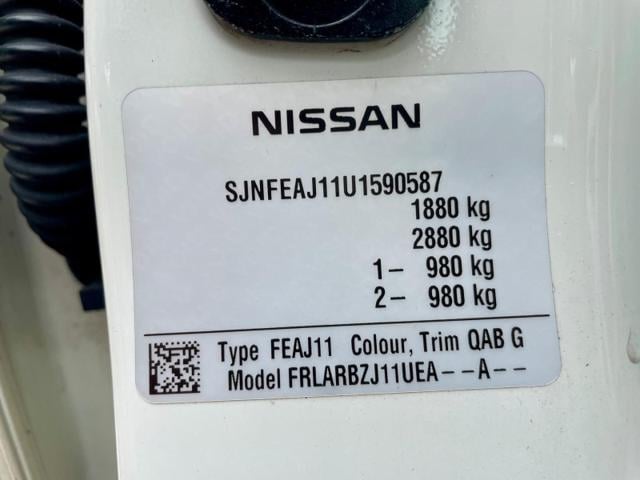 NISSAN
SJNFEAJ11U1590587
1880 kg
2880 kg
1- 980 kg
2- 980 kg
Type FEAJ11 Colour, Trim QAB G
Model FRLARBZJ11UEA--A--